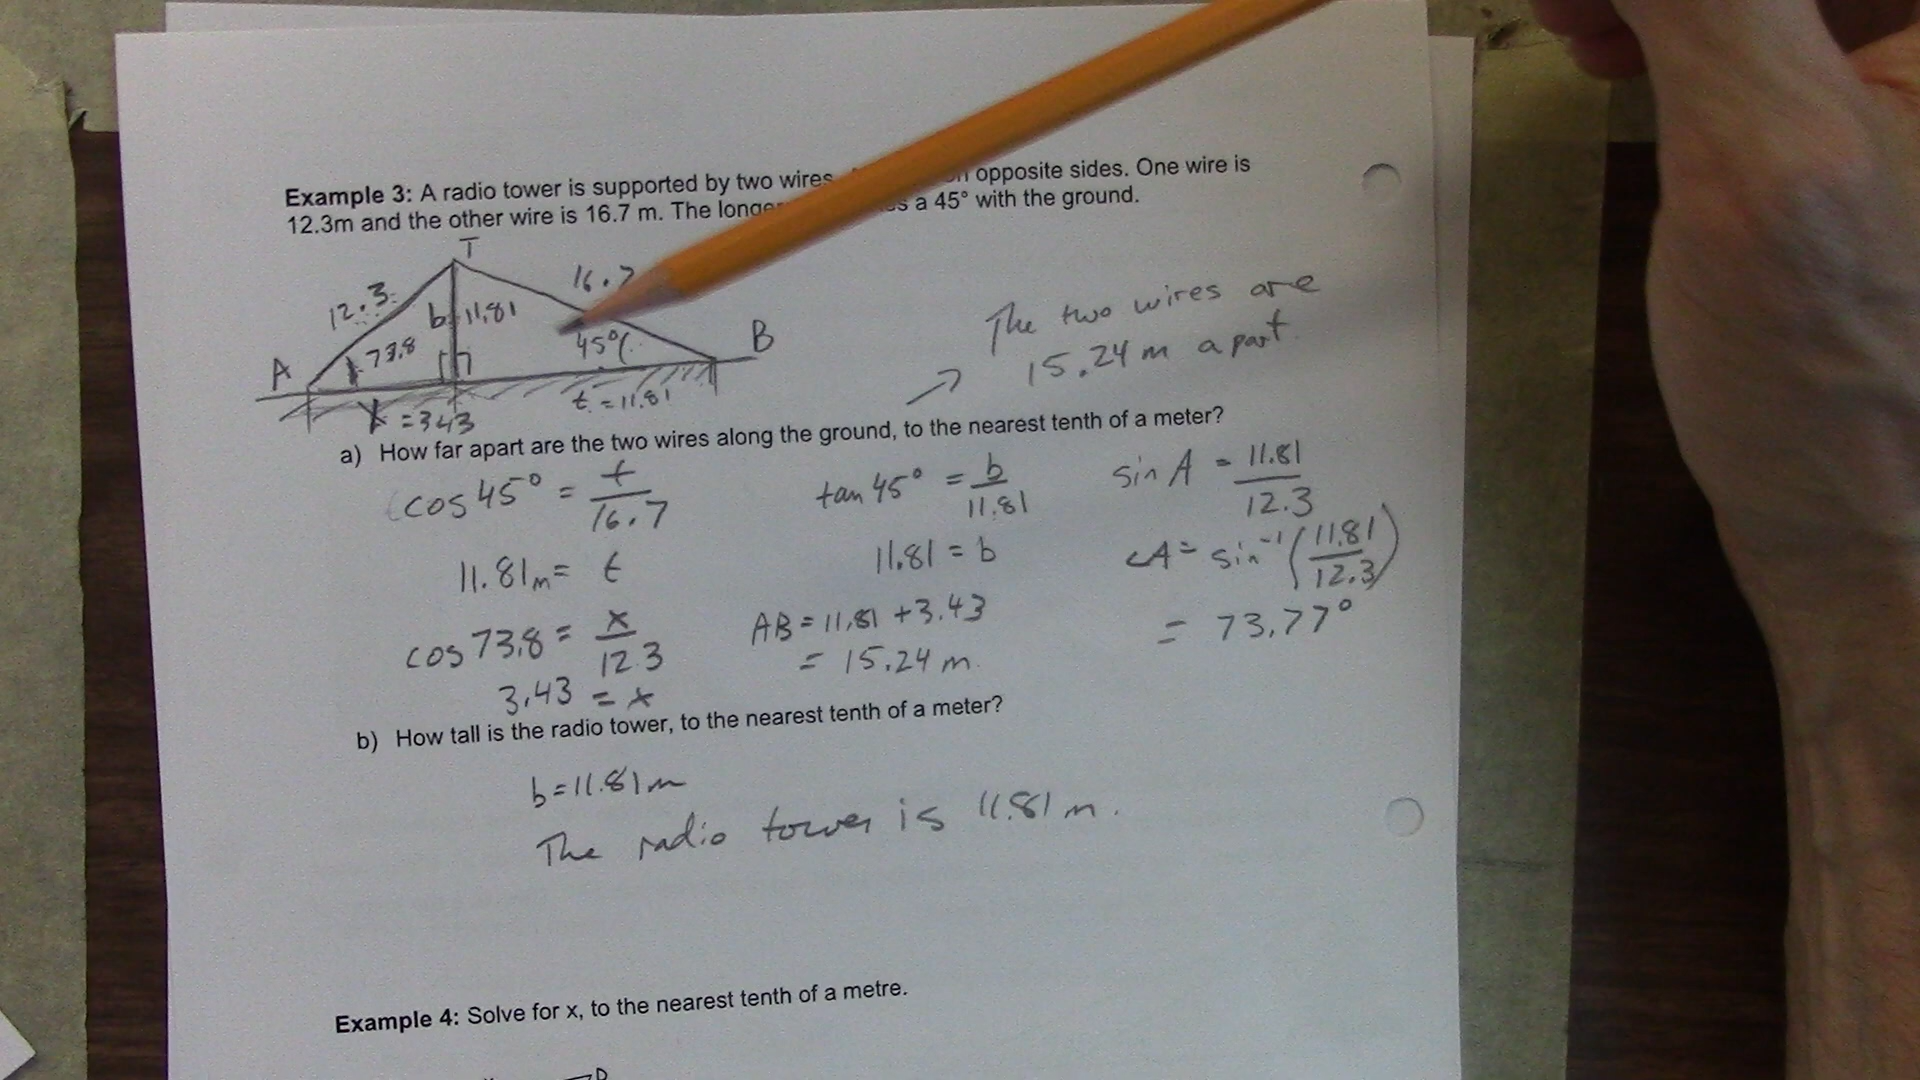 Example 3: A radio tower is supported by two wires opposite sides. One wire is
12.3m and the other wire is 16.7 m. The longer a 45° with the ground.
T
12.3
16.7
b 11.81
73.8
45°
A
B
x = 3.43
t = 11.81
The two wires are
15.24 m apart
a) How far apart are the two wires along the ground, to the nearest tenth of a meter?
cos 45° = t/16.7
11.81m = t
cos 73.8 = x/12.3
3.43 = x
tan 45° = b/11.81
11.81 = b
AB = 11.81 + 3.43
= 15.24 m.
sin A = 11.81/12.3
∠A = sin⁻¹(11.81/12.3)
= 73.77°
b) How tall is the radio tower, to the nearest tenth of a meter?
b = 11.81 m
The radio tower is 11.81 m.
Example 4: Solve for x, to the nearest tenth of a metre.
D